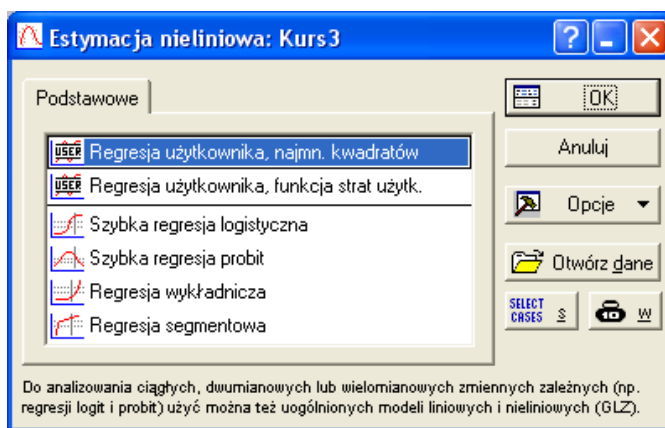 Estymacja nieliniowa: Kurs3
Podstawowe
OK
USER Regresja użytkownika, najmn. kwadratów
Anuluj
USER Regresja użytkownika, funkcja strat użytk.
Opcje
Szybka regresja logistyczna
Szybka regresja probit
Otwórz dane
Regresja wykładnicza
SELECT CASES S W
Regresja segmentowa
Do analizowania ciągłych, dwumianowych lub wielomianowych zmiennych zależnych (np.
regresji logit i probit) użyć można też uogólnionych modeli liniowych i nieliniowych (GLZ).